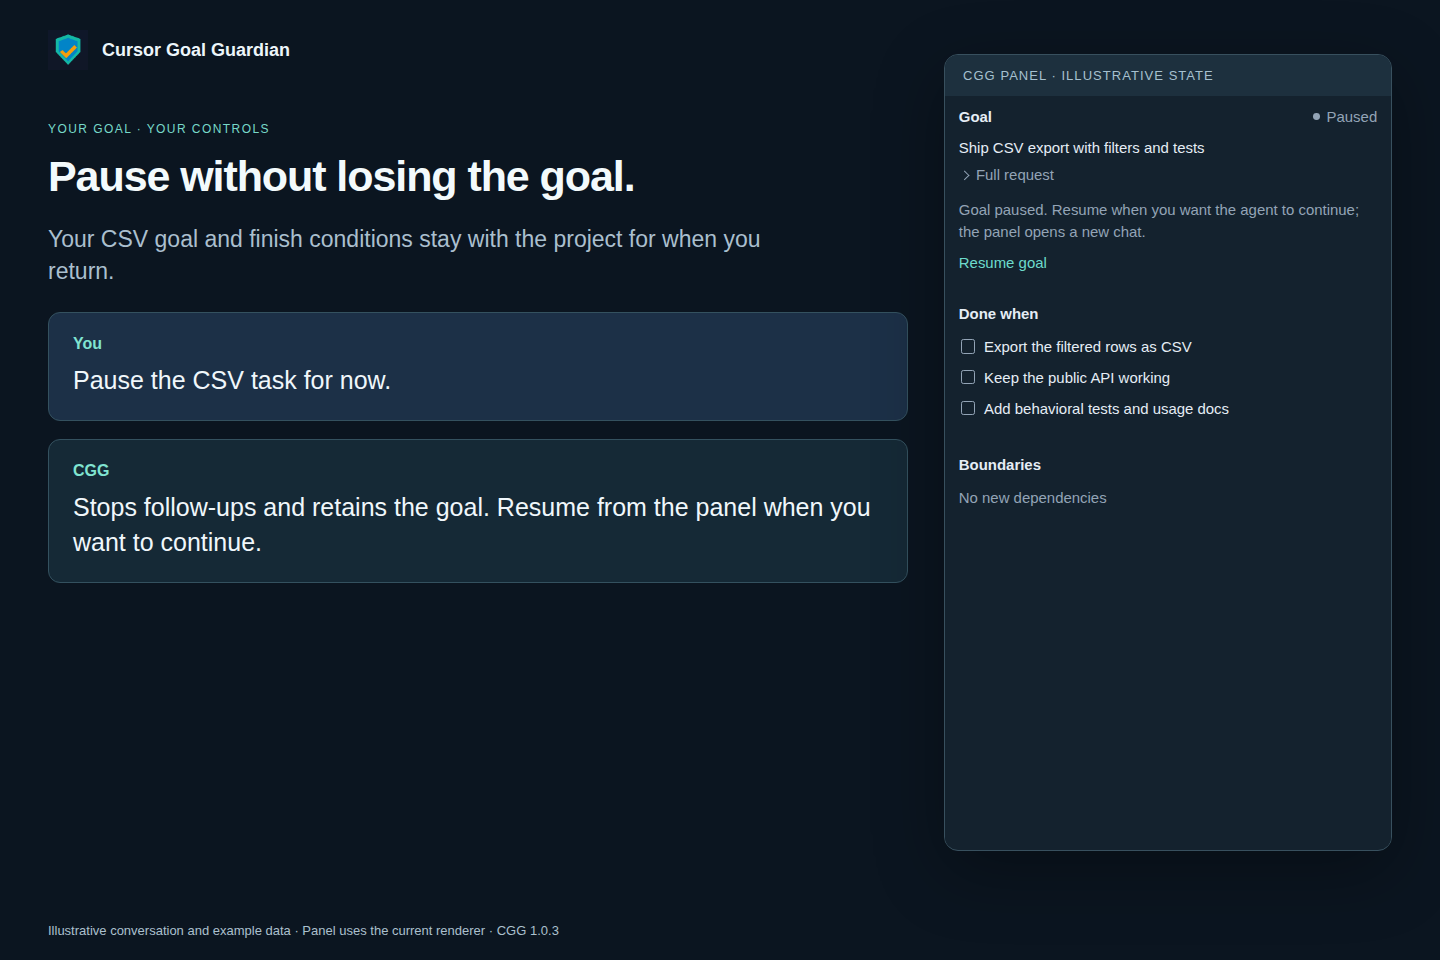 Cursor Goal Guardian
YOUR GOAL · YOUR CONTROLS
Pause without losing the goal.
Your CSV goal and finish conditions stay with the project for when you
return.
You
Pause the CSV task for now.
CGG
Stops follow-ups and retains the goal. Resume from the panel when you
want to continue.
CGG PANEL · ILLUSTRATIVE STATE
Goal
Paused
Ship CSV export with filters and tests
Full request
Goal paused. Resume when you want the agent to continue;
the panel opens a new chat.
Resume goal
Done when
Export the filtered rows as CSV
Keep the public API working
Add behavioral tests and usage docs
Boundaries
No new dependencies
Illustrative conversation and example data · Panel uses the current renderer · CGG 1.0.3